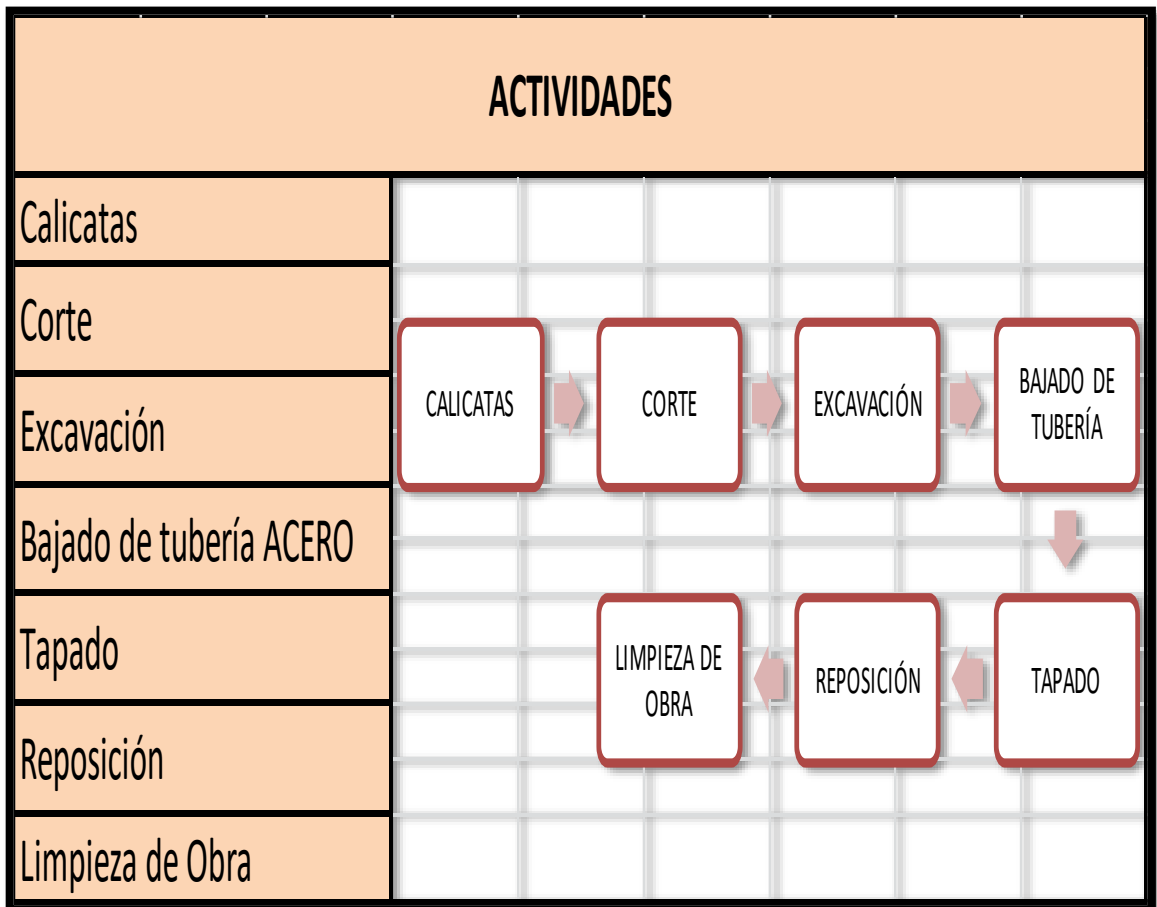 ACTIVIDADES
Calicatas
Corte
Excavación
Bajado de tubería ACERO
Tapado
Reposición
Limpieza de Obra
CALICATAS
CORTE
EXCAVACIÓN
BAJADO DE
TUBERÍA
TAPADO
REPOSICIÓN
LIMPIEZA DE
OBRA